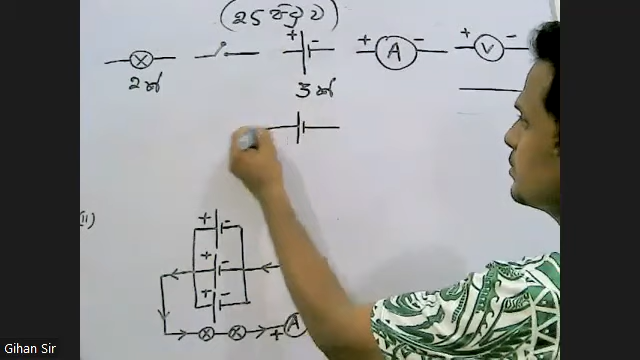 (25 පිටුව)
+ - + A - + V -
2ක් 3ක්
(ii)
+ -
+ -
+ -
+ A
Gihan Sir